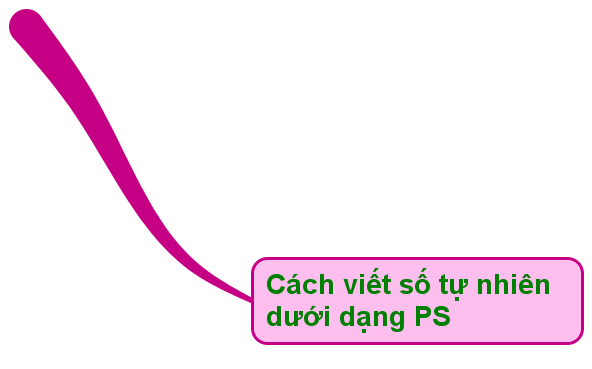 Cách viết số tự nhiên
dưới dạng PS